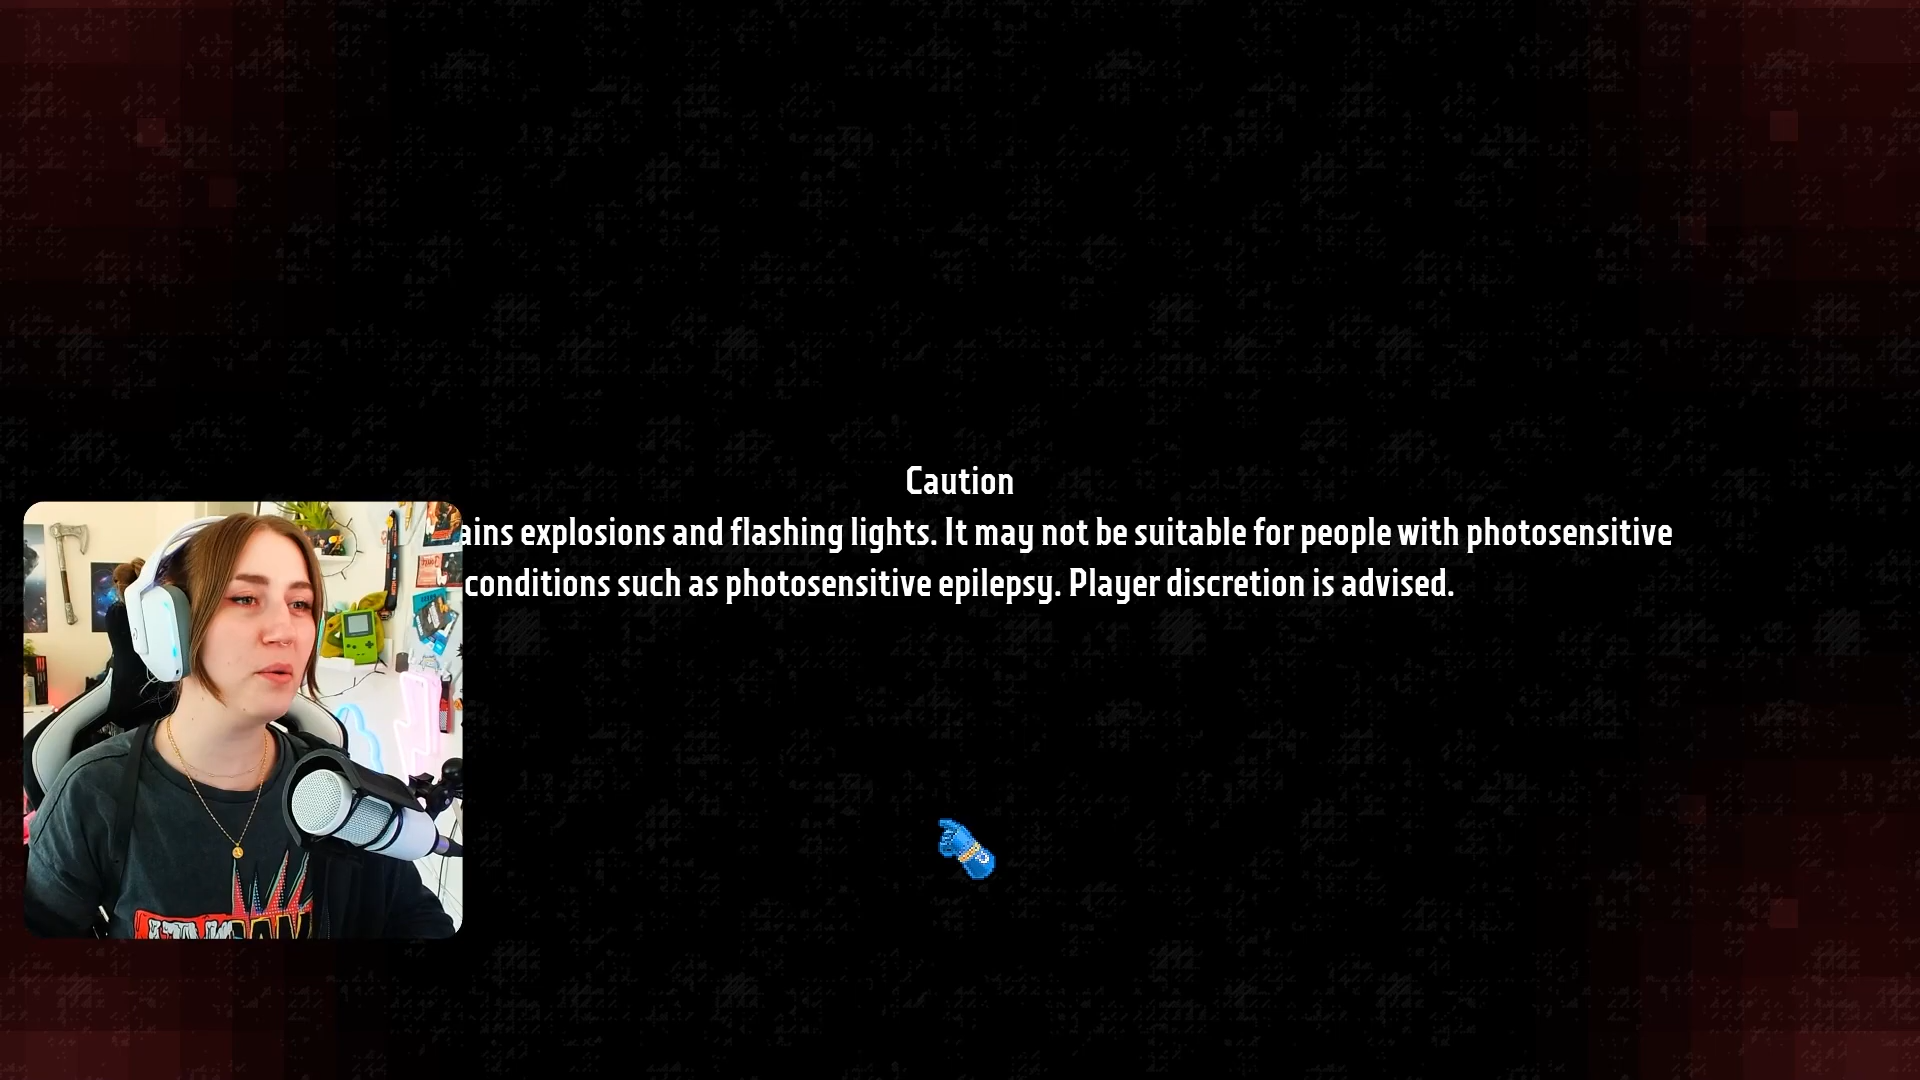 Caution
ains explosions and flashing lights. It may not be suitable for people with photosensitive
conditions such as photosensitive epilepsy. Player discretion is advised.